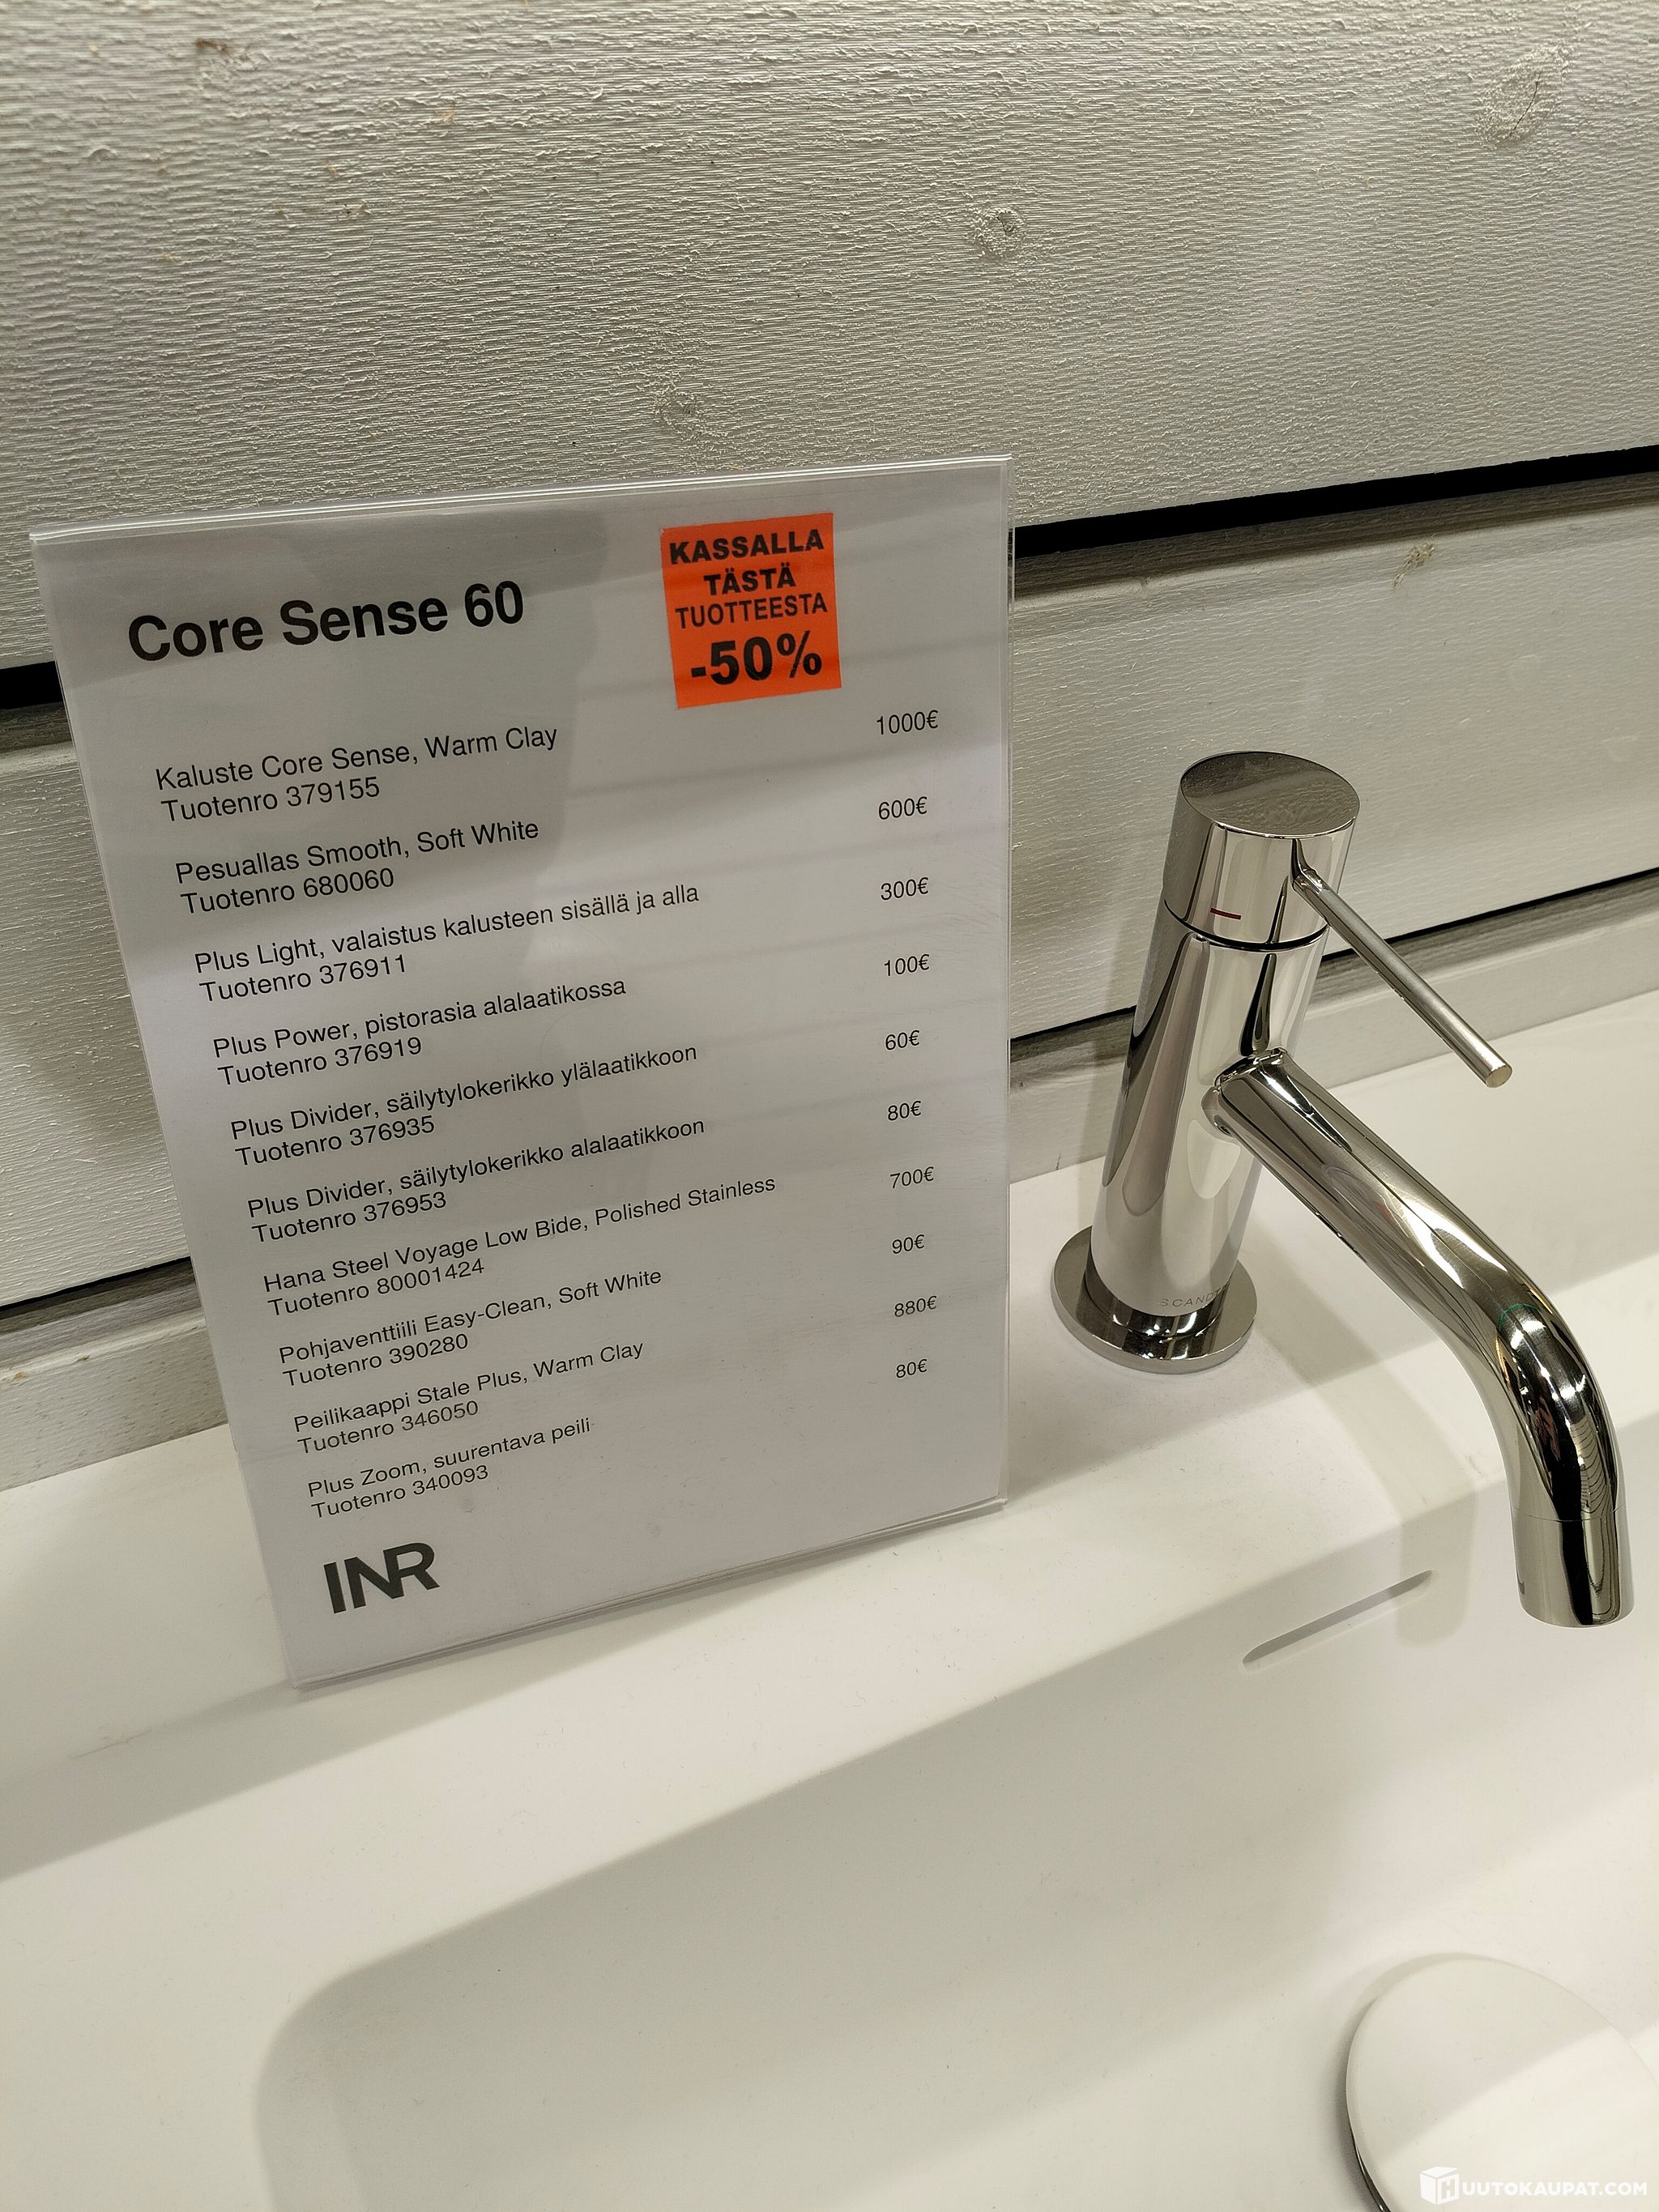 Core Sense 60
KASSALLA
TÄSTÄ
TUOTTEESTA
-50%
Kaluste Core Sense, Warm Clay 1000€
Tuotenro 379155
Pesuallas Smooth, Soft White 600€
Tuotenro 680060
Plus Light, valaistus kalusteen sisällä ja alla 300€
Tuotenro 376911
Plus Power, pistorasia alalaatikossa 100€
Tuotenro 376919
Plus Divider, säilytylokerikko ylälaatikkoon 60€
Tuotenro 376935
Plus Divider, säilytylokerikko alalaatikkoon 80€
Tuotenro 376953
Hana Steel Voyage Low Bide, Polished Stainless 700€
Tuotenro 80001424
Pohjaventtiili Easy-Clean, Soft White 90€
Tuotenro 390280
Peilikaappi Stale Plus, Warm Clay 880€
Tuotenro 346050
Plus Zoom, suurentava peili 80€
Tuotenro 340093
INR
HUUTOKAUPAT.COM